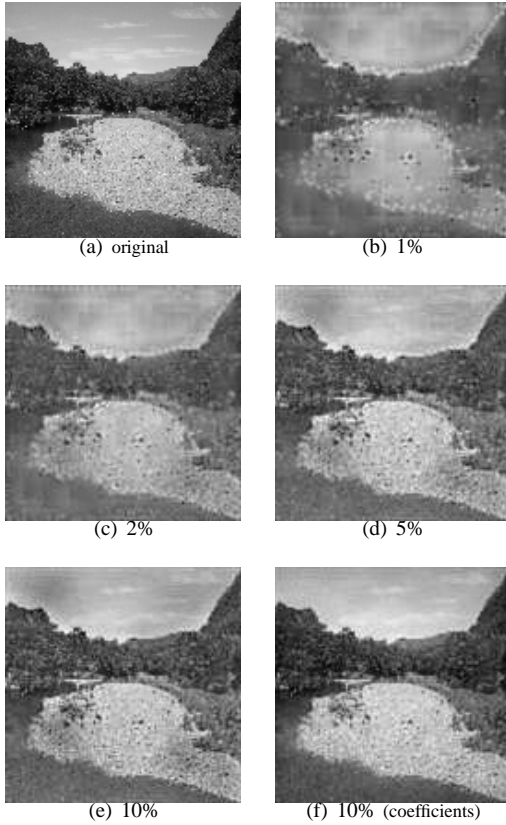 (a) original
(b) 1%
(c) 2%
(d) 5%
(e) 10%
(f) 10% (coefficients)